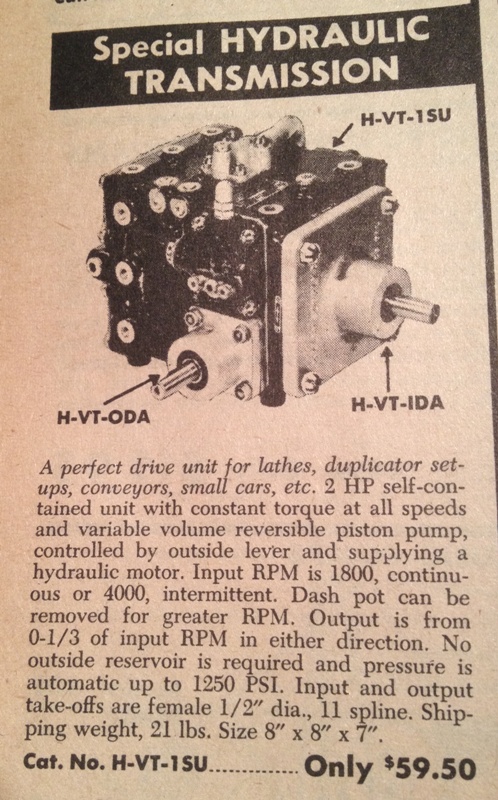 Special HYDRAULIC
TRANSMISSION
H-VT-1SU
H-VT-ODA
H-VT-IDA
A perfect drive unit for lathes, duplicator set-
ups, conveyors, small cars, etc. 2 HP self-con-
tained unit with constant torque at all speeds
and variable volume reversible piston pump,
controlled by outside lever and supplying a
hydraulic motor. Input RPM is 1800, continu-
ous or 4000, intermittent. Dash pot can be
removed for greater RPM. Output is from
0-1/3 of input RPM in either direction. No
outside reservoir is required and pressure is
automatic up to 1250 PSI. Input and output
take-offs are female 1/2″ dia., 11 spline. Ship-
ping weight, 21 lbs. Size 8″ x 8″ x 7″.
Cat. No. H-VT-1SU............. Only $59.50